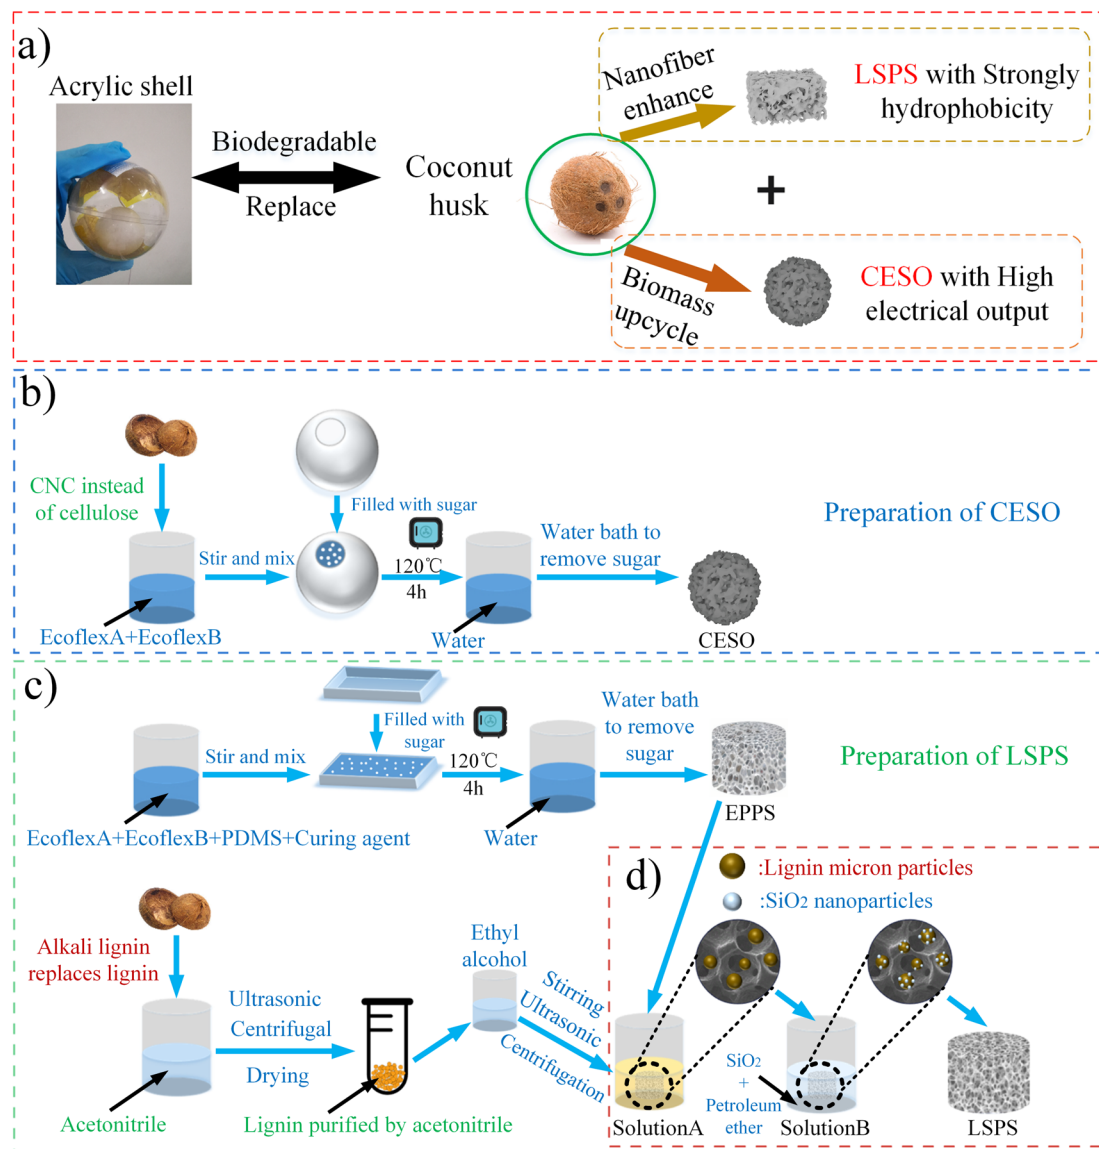 a)
Acrylic shell
Biodegradable
Replace
Coconut
husk
Nanofiber
enhance
LSPS with Strongly
hydrophobicity
+
Biomass
upcycle
CESO with High
electrical output
b)
CNC instead
of cellulose
Stir and mix
EcoflexA+EcoflexB
Filled with sugar
120℃
4h
Water
Water bath to
remove sugar
CESO
Preparation of CESO
c)
Stir and mix
EcoflexA+EcoflexB+PDMS+Curing agent
Filled with
sugar
120℃
4h
Water
Water bath
to remove
sugar
EPPS
Preparation of LSPS
Alkali lignin
replaces lignin
Acetonitrile
Ultrasonic
Centrifugal
Drying
Lignin purified by acetonitrile
Ethyl
alcohol
Stirring
Ultrasonic
Centrifugation
d)
:Lignin micron particles
:SiO2 nanoparticles
SolutionA
SiO2
+
Petroleum
ether
SolutionB
LSPS